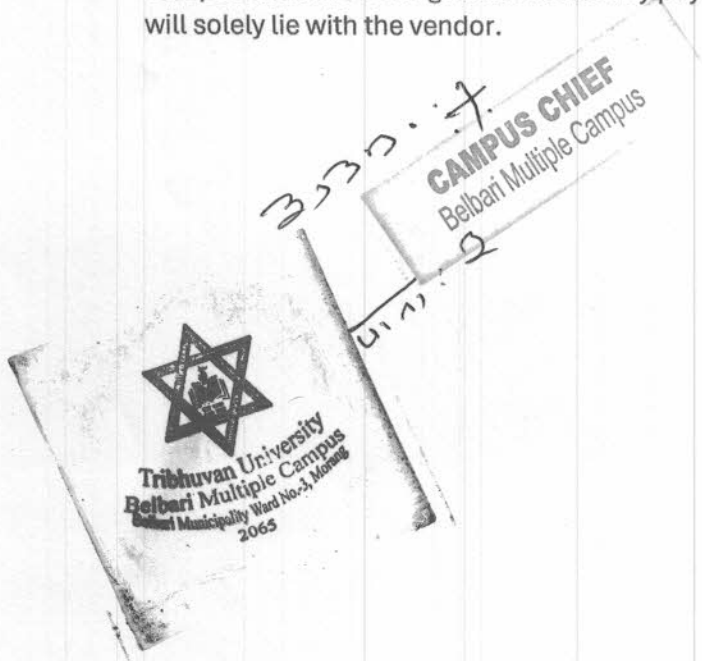 will solely lie with the vendor.
CAMPUS CHIEF
Belbari Multiple Campus
Tribhuvan University
Belbari Multiple Campus
Belbari Municipality Ward No.-3, Morang
2065